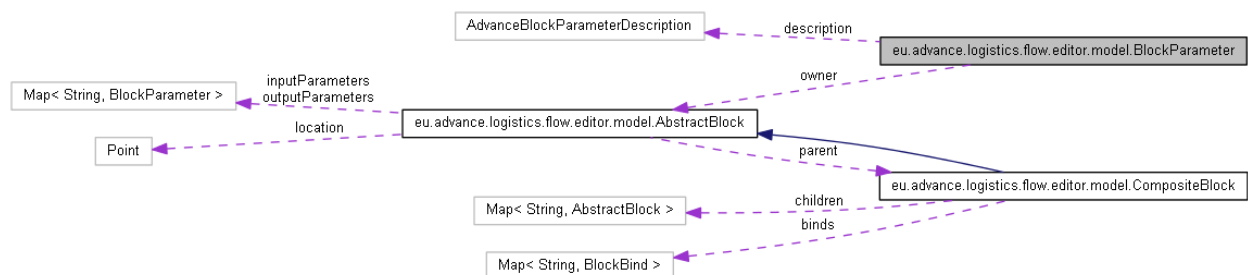 AdvanceBlockParameterDescription
description
eu.advance.logistics.flow.editor.model.BlockParameter
owner
inputParameters
outputParameters
Map< String, BlockParameter >
eu.advance.logistics.flow.editor.model.AbstractBlock
location
Point
parent
eu.advance.logistics.flow.editor.model.CompositeBlock
children
Map< String, AbstractBlock >
binds
Map< String, BlockBind >